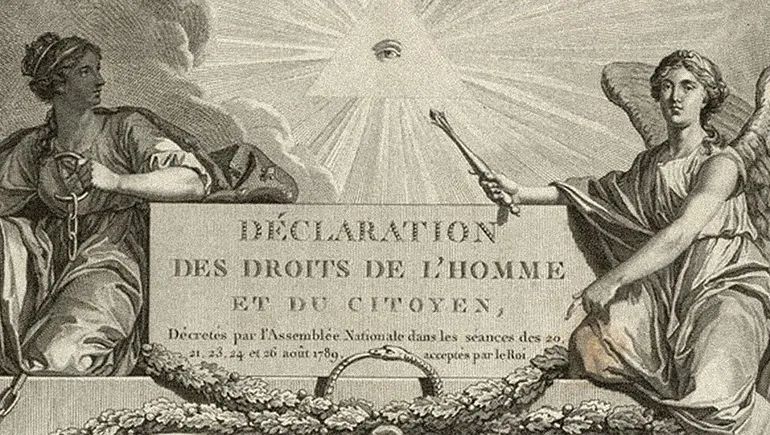 DÉCLARATION
DES DROITS DE L'HOMME
ET DU CITOYEN,
Décretés par l'Assemblée Nationale dans les séances des 20,
21, 23, 24 et 26 août 1789, acceptés par le Roi